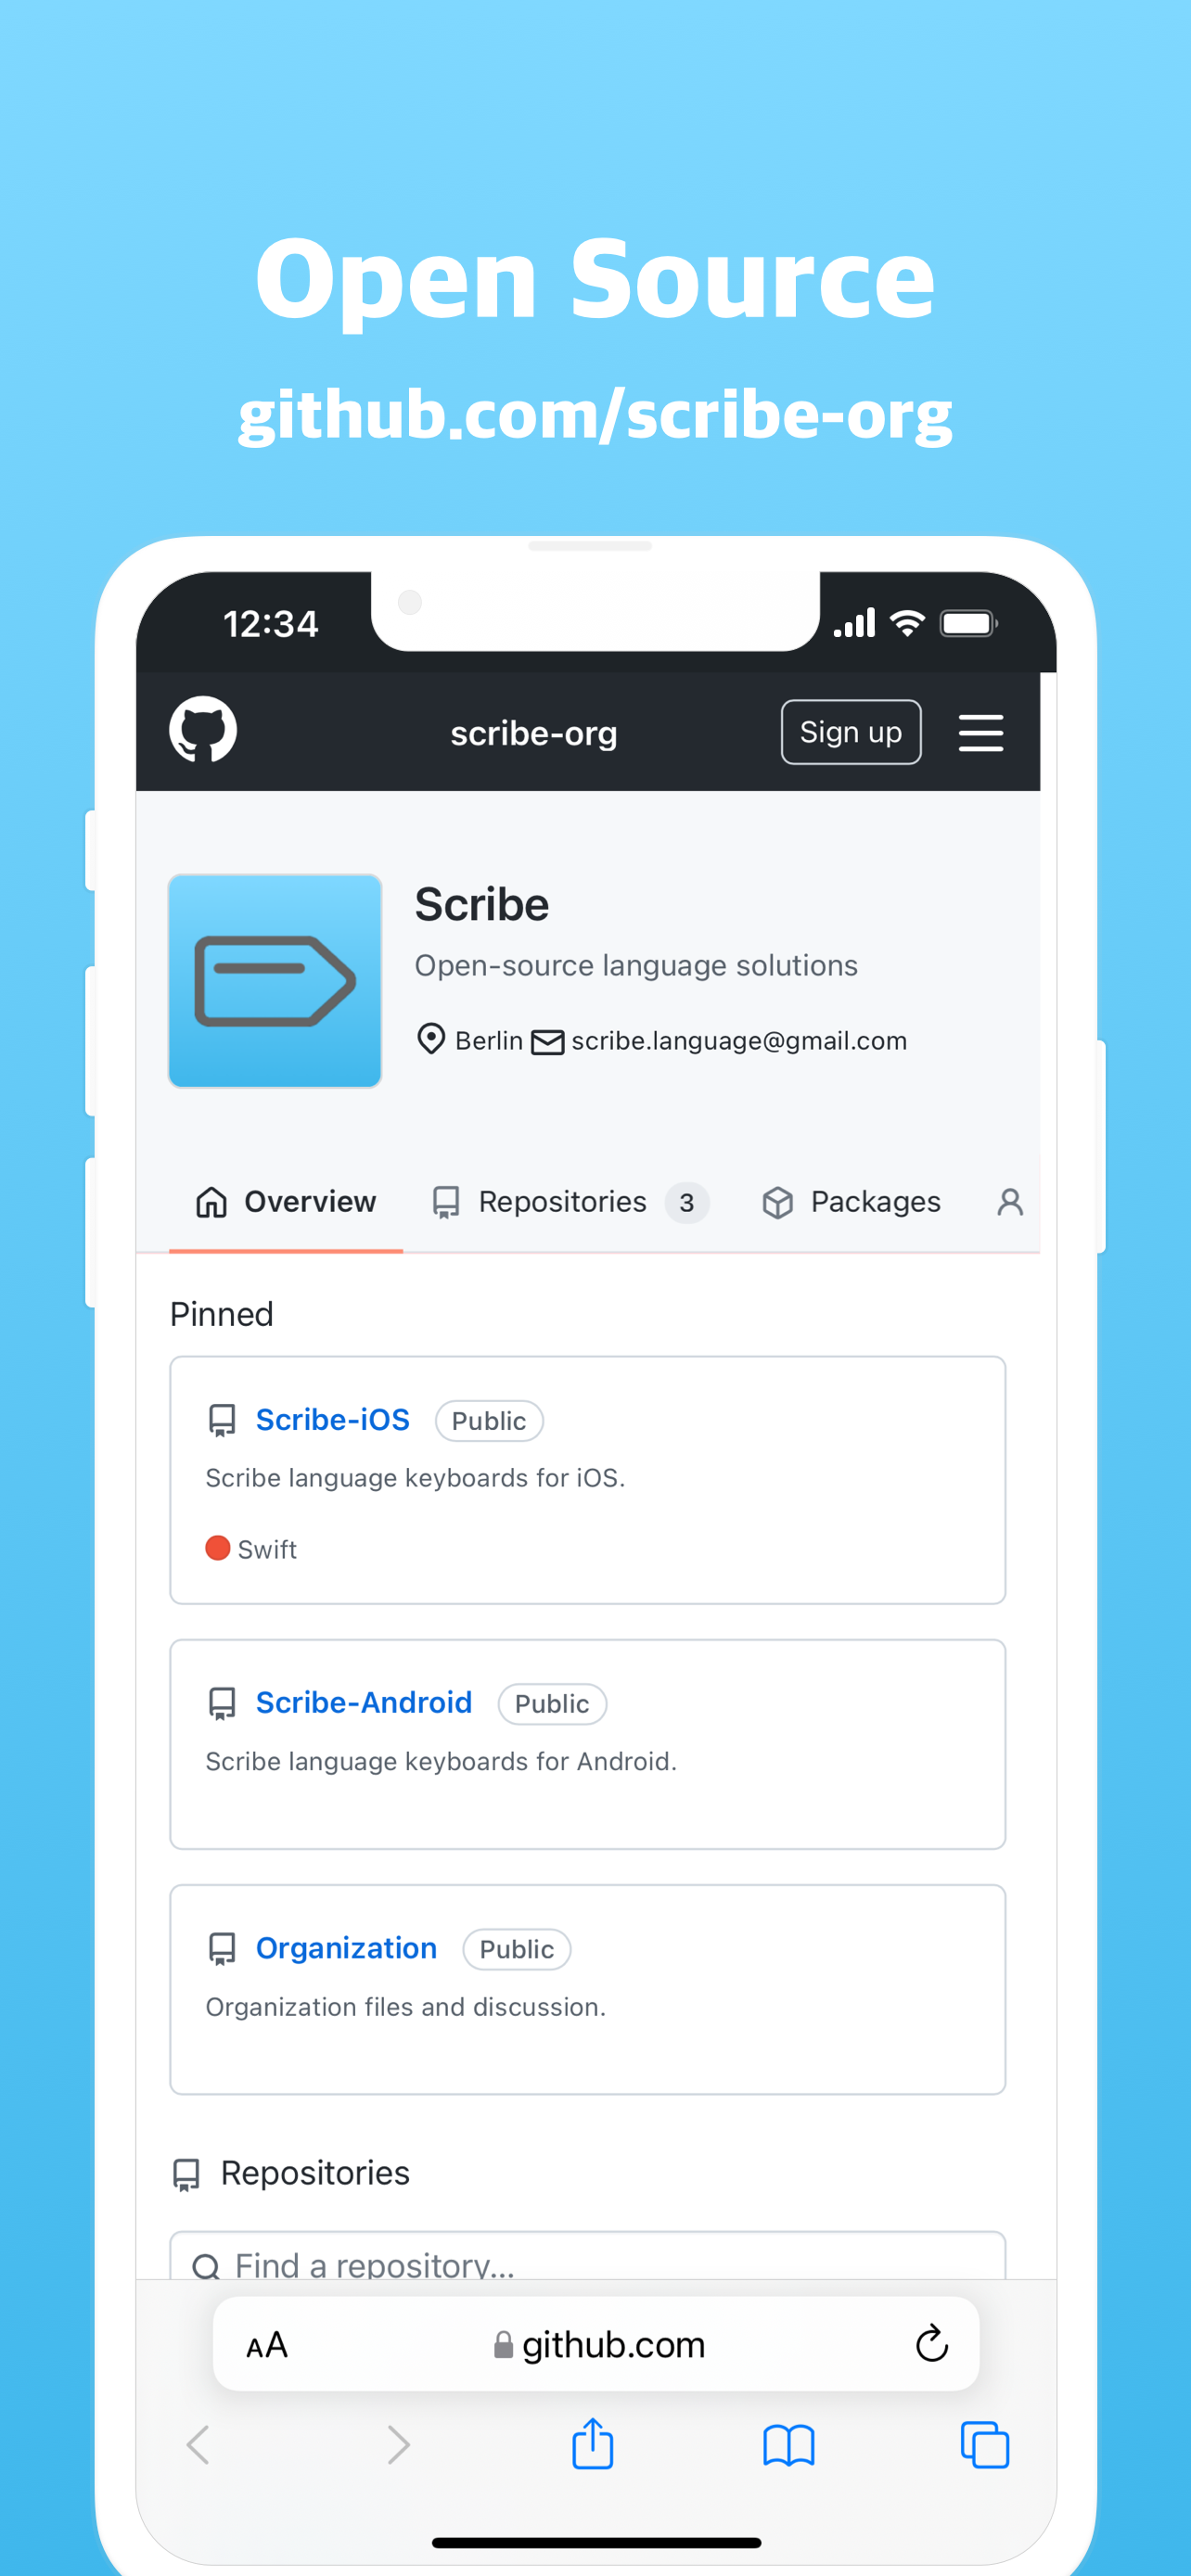 Open Source
github.com/scribe-org
12:34
scribe-org
Sign up
Scribe
Open-source language solutions
Berlin scribe.language@gmail.com
Overview Repositories 3 Packages
Pinned
Scribe-iOS Public
Scribe language keyboards for iOS.
Swift
Scribe-Android Public
Scribe language keyboards for Android.
Organization Public
Organization files and discussion.
Repositories
Find a repository...
AA github.com